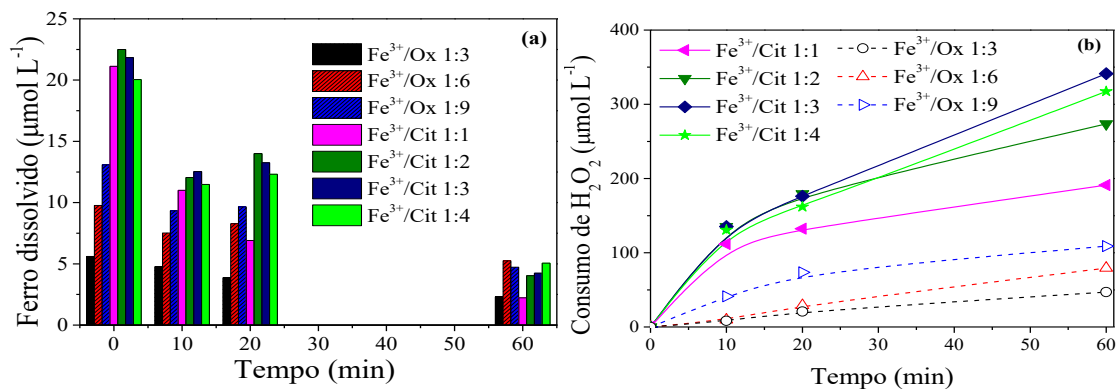 (a)
Ferro dissolvido (µmol L⁻¹)
25
20
15
10
5
0
Fe³⁺/Ox 1:3
Fe³⁺/Ox 1:6
Fe³⁺/Ox 1:9
Fe³⁺/Cit 1:1
Fe³⁺/Cit 1:2
Fe³⁺/Cit 1:3
Fe³⁺/Cit 1:4
0 10 20 30 40 50 60
Tempo (min)
(b)
Consumo de H₂O₂ (µmol L⁻¹)
400
350
300
250
200
150
100
50
0
Fe³⁺/Cit 1:1
Fe³⁺/Cit 1:2
Fe³⁺/Cit 1:3
Fe³⁺/Cit 1:4
Fe³⁺/Ox 1:3
Fe³⁺/Ox 1:6
Fe³⁺/Ox 1:9
0 10 20 30 40 50 60
Tempo (min)